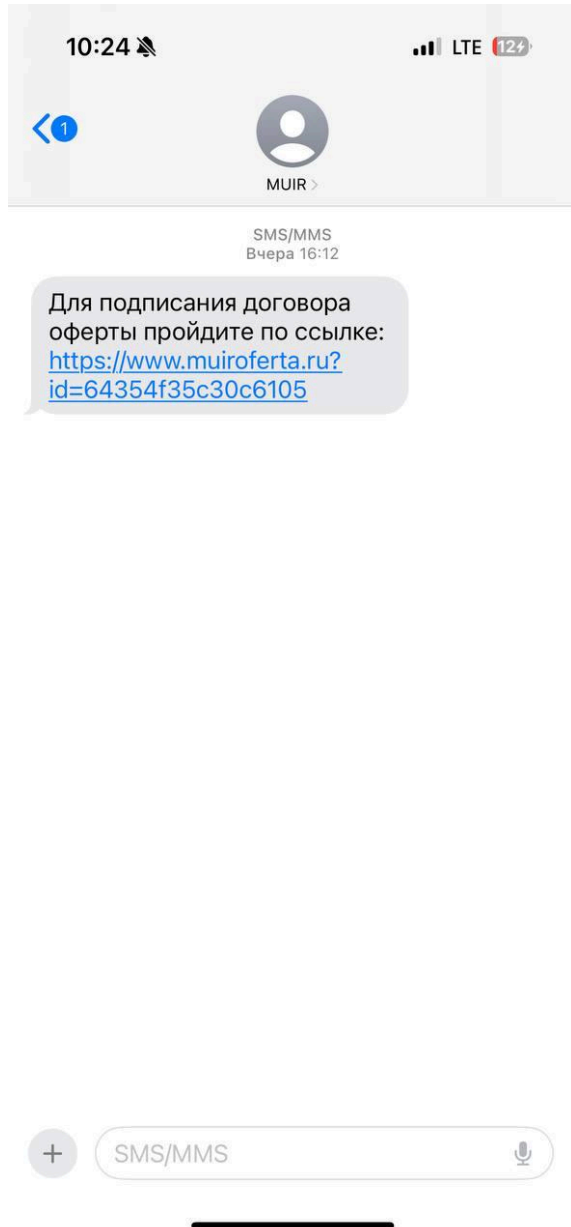 10:24
LTE 12
1
MUIR
SMS/MMS
Вчера 16:12
Для подписания договора
оферты пройдите по ссылке:
https://www.muiroferta.ru?
id=64354f35c30c6105
SMS/MMS